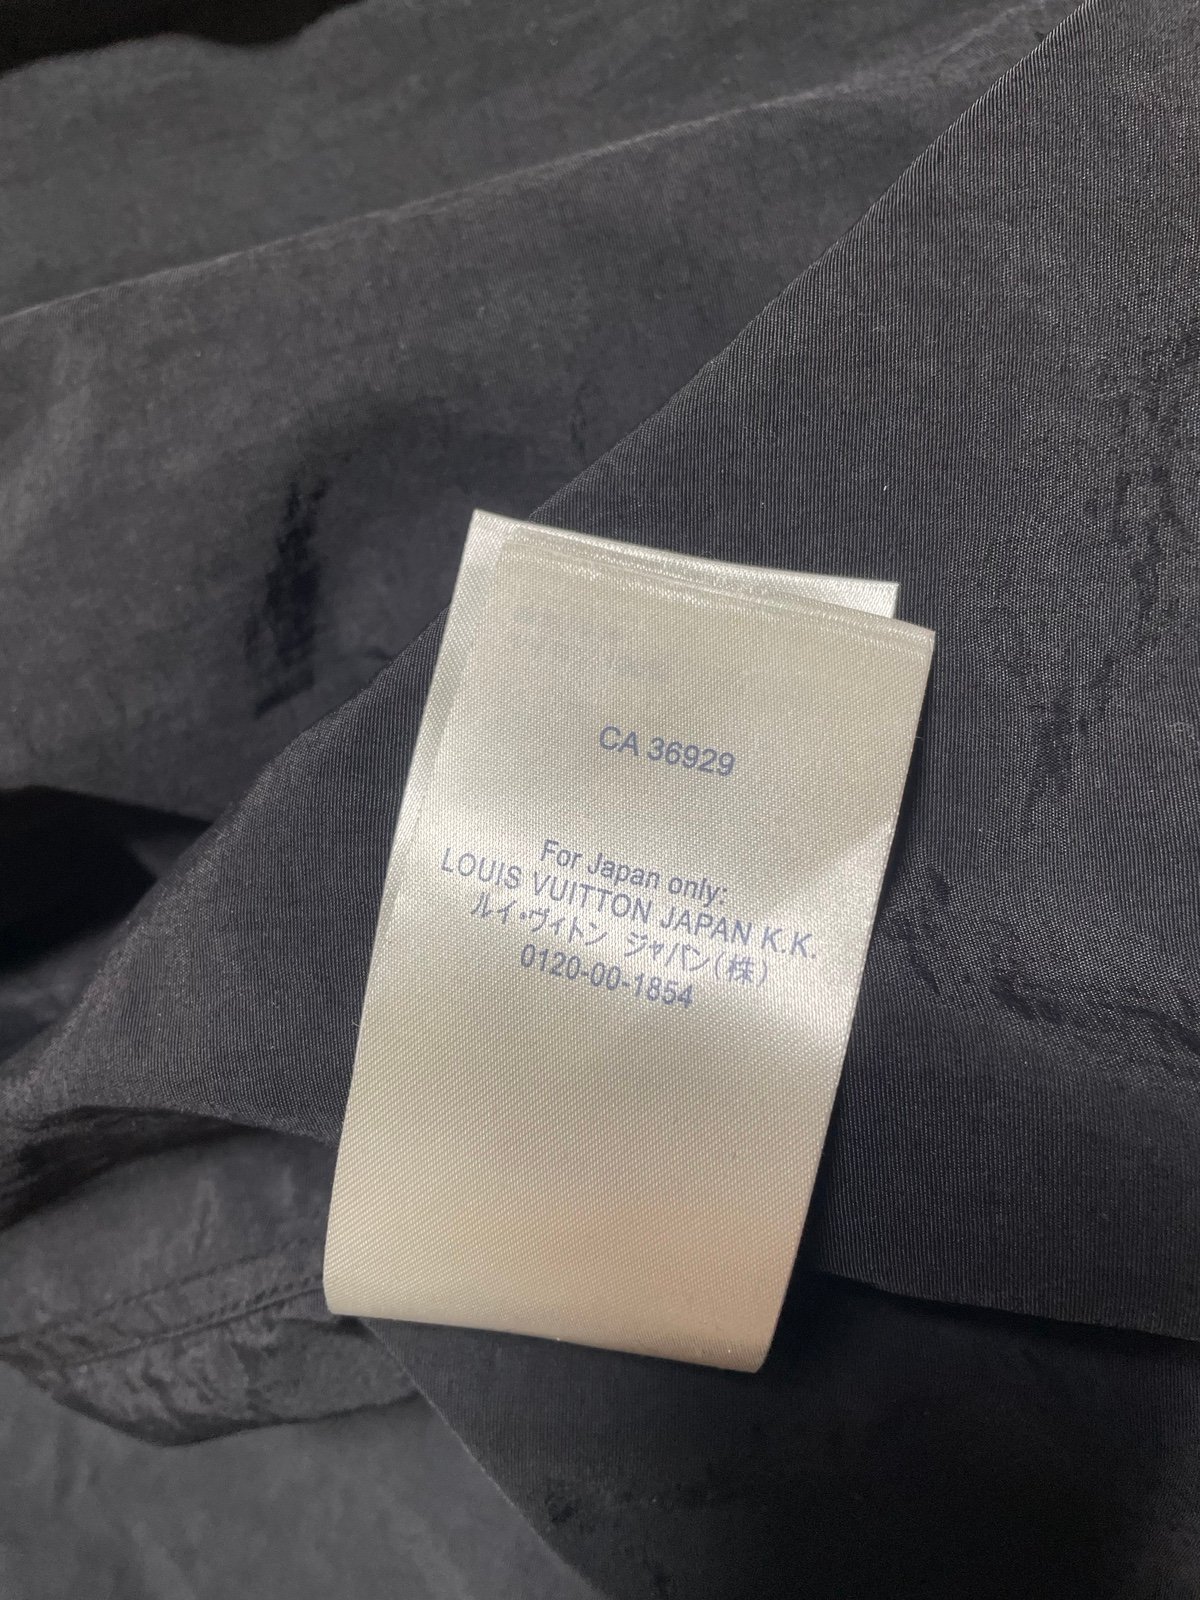 CA 36929
For Japan only:
LOUIS VUITTON JAPAN K.K.
ルイ・ヴィトン ジャパン(株)
0120-00-1854